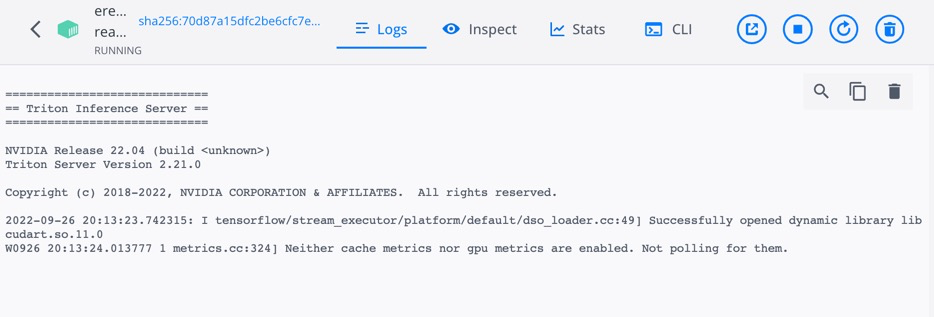 ere...
rea...
sha256:70d87a15dfc2be6cfc7e...
RUNNING
Logs
Inspect
Stats
CLI
=============================
== Triton Inference Server ==
=============================
NVIDIA Release 22.04 (build <unknown>)
Triton Server Version 2.21.0
Copyright (c) 2018-2022, NVIDIA CORPORATION & AFFILIATES.  All rights reserved.
2022-09-26 20:13:23.742315: I tensorflow/stream_executor/platform/default/dso_loader.cc:49] Successfully opened dynamic library lib
cudart.so.11.0
W0926 20:13:24.013777 1 metrics.cc:324] Neither cache metrics nor gpu metrics are enabled. Not polling for them.